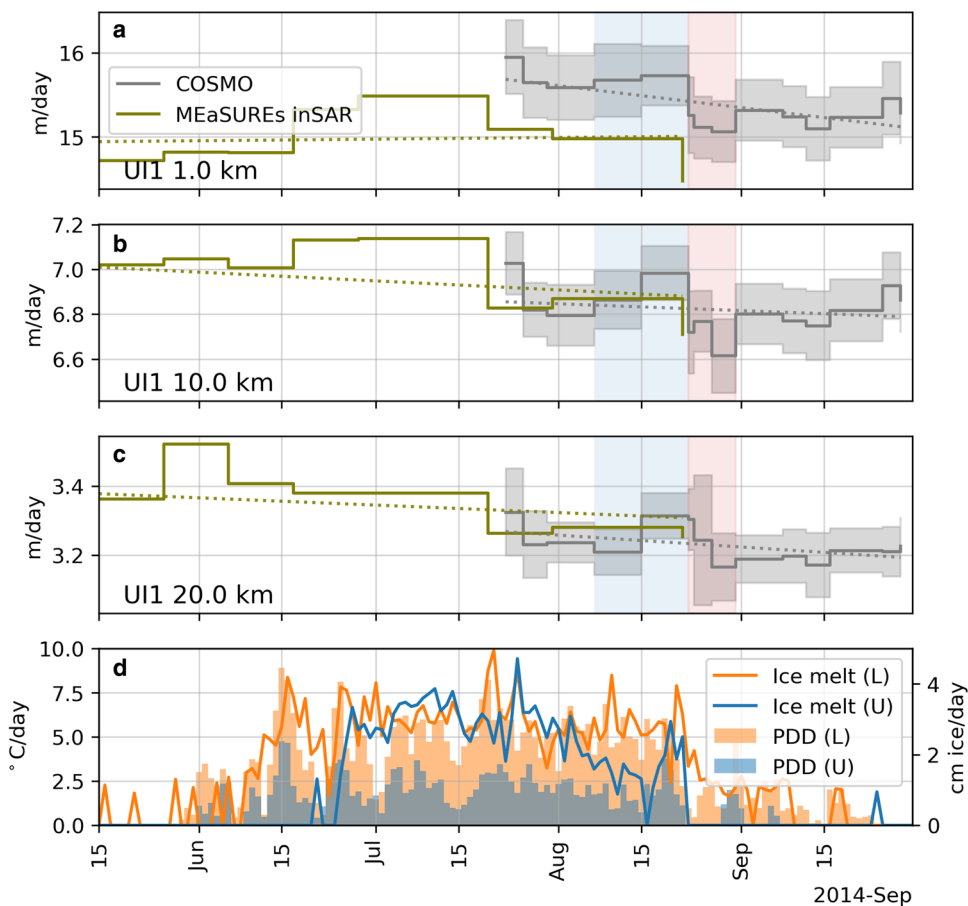 a
16
15
m/day
COSMO
MEaSUREs inSAR
UI1 1.0 km
b
7.2
7.0
6.8
6.6
m/day
UI1 10.0 km
c
3.4
3.2
m/day
UI1 20.0 km
d
10.0
7.5
5.0
2.5
0.0
°C/day
Ice melt (L)
Ice melt (U)
PDD (L)
PDD (U)
4
2
0
cm ice/day
15
Jun
15
Jul
15
Aug
15
Sep
15
2014-Sep